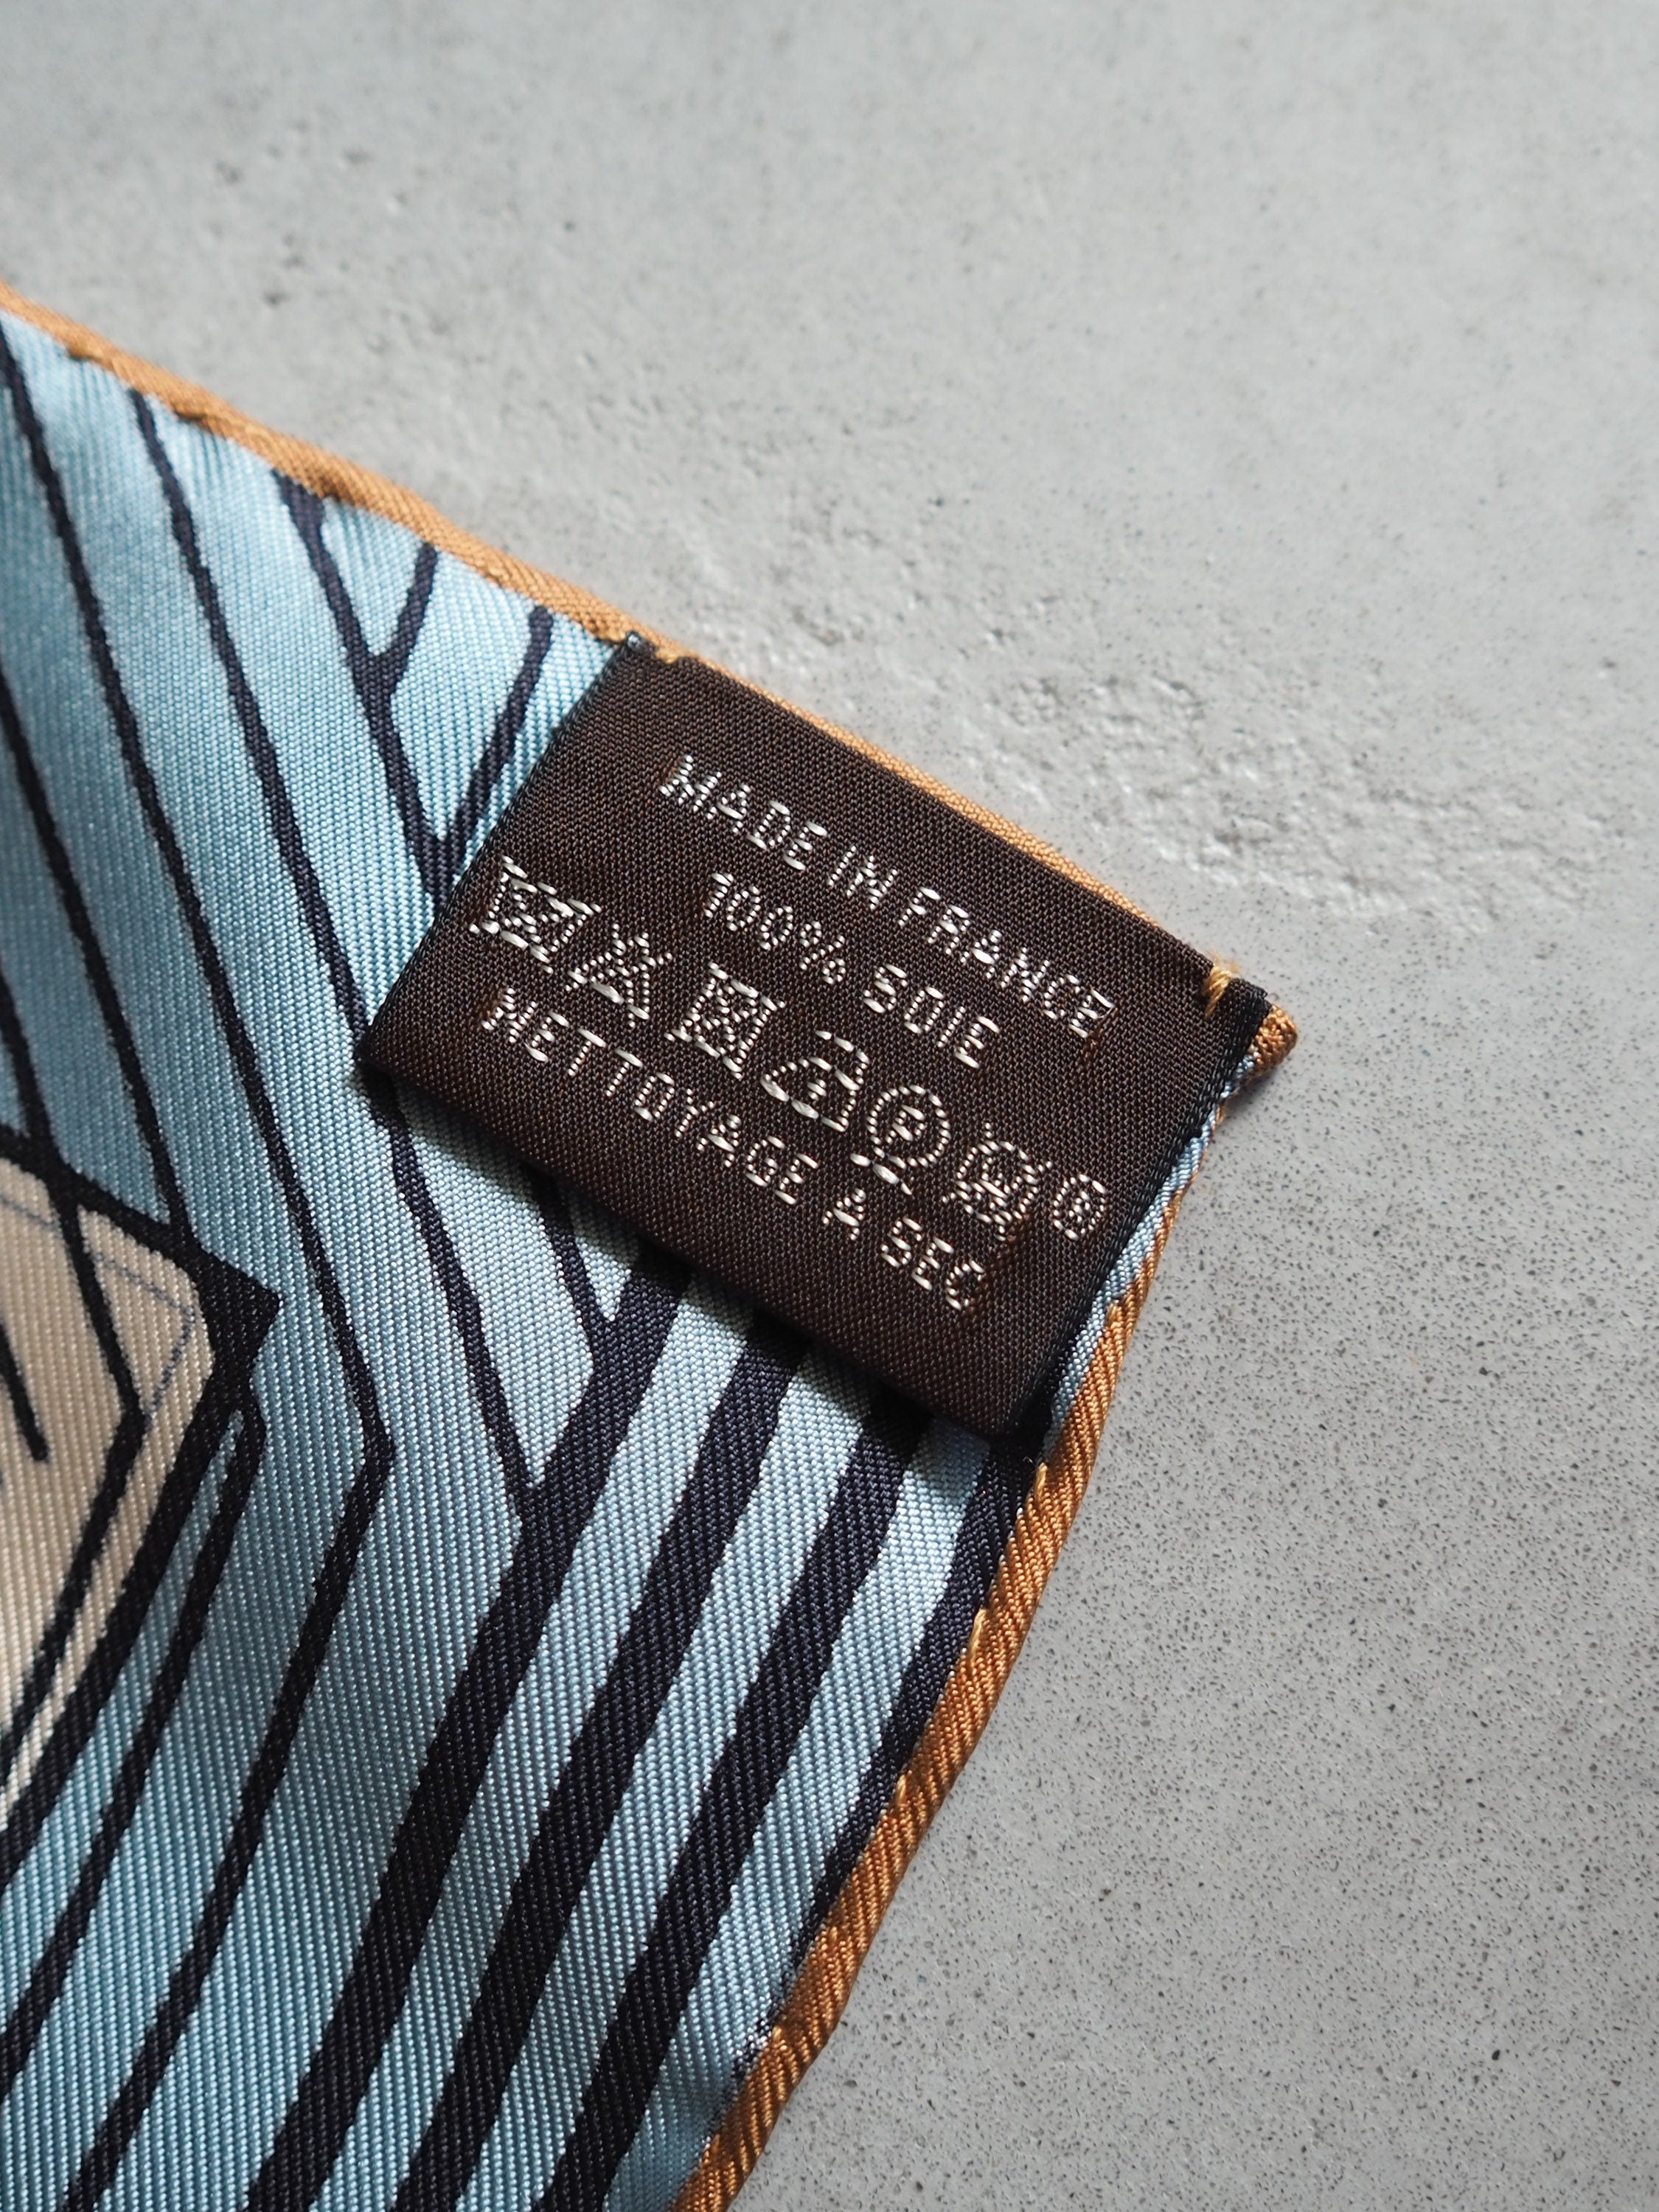 MADE IN FRANCE
100% SOIE
P W ®
NETTOYAGE A SEC